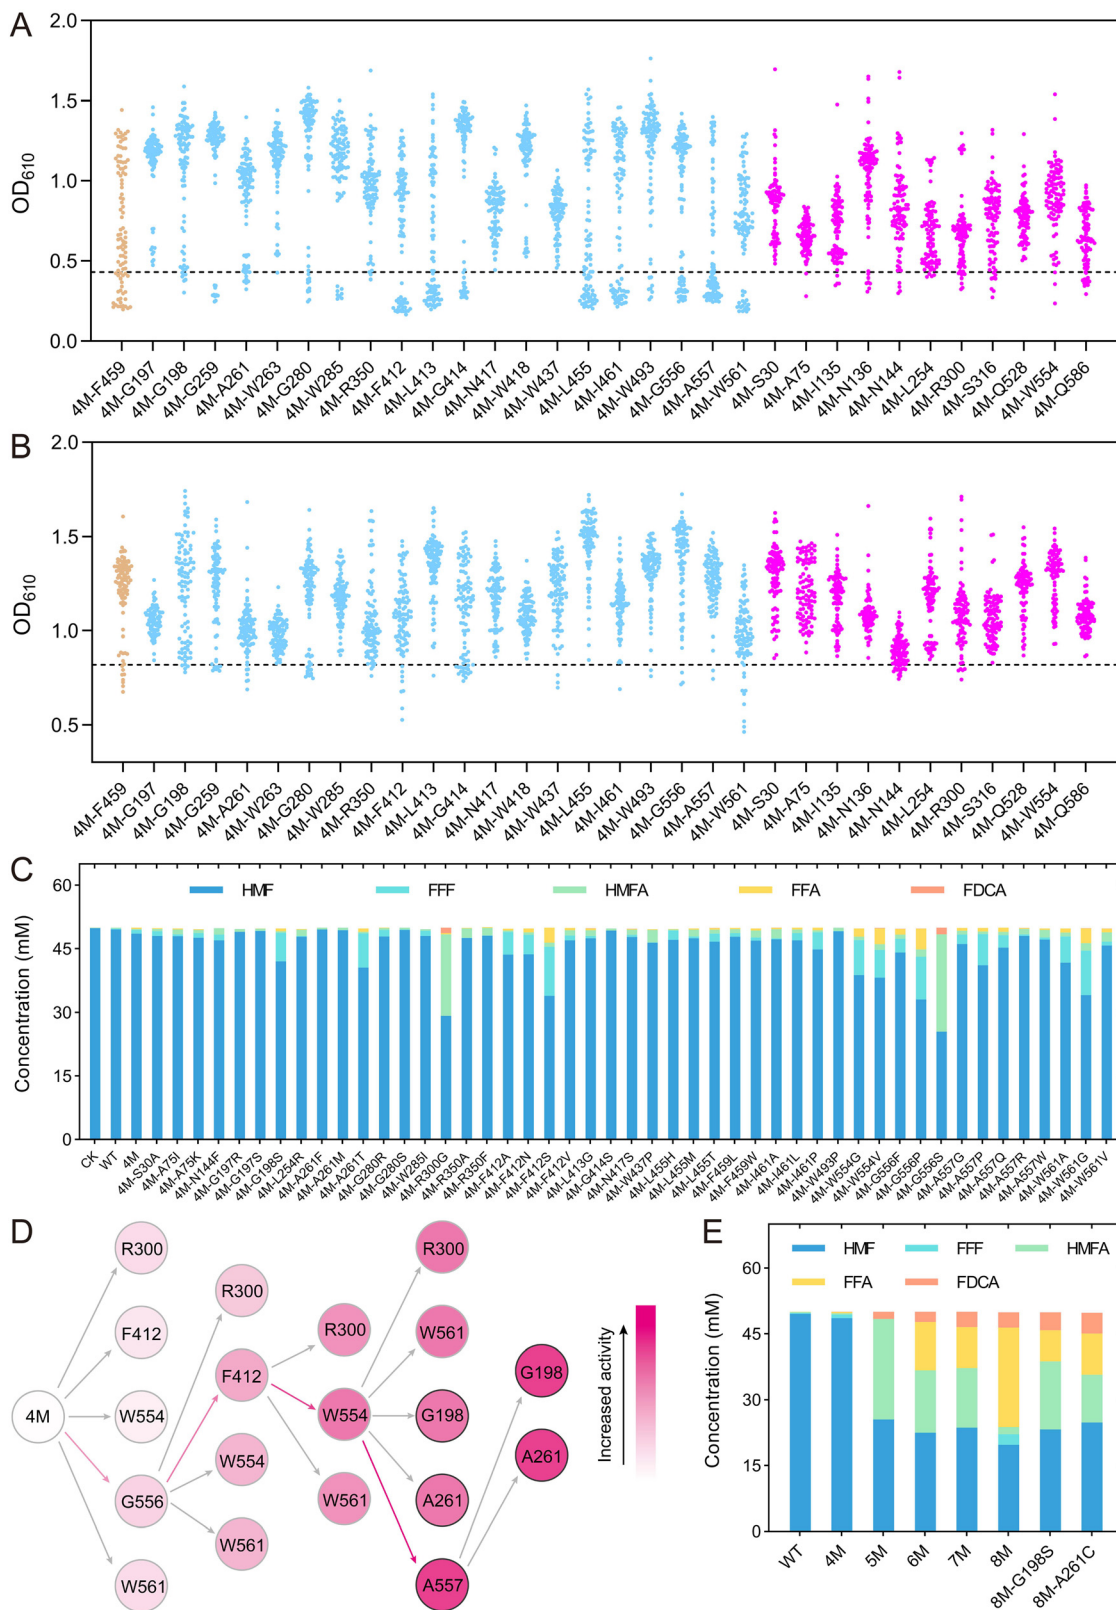 A
2.0
1.5
1.0
0.5
0.0
OD610
4M-F459
4M-G197
4M-G198
4M-G259
4M-A261
4M-W263
4M-G280
4M-W285
4M-R350
4M-F412
4M-L413
4M-G414
4M-N417
4M-W418
4M-W437
4M-L455
4M-I461
4M-W493
4M-G556
4M-A557
4M-W561
4M-S30
4M-A75
4M-I135
4M-N136
4M-N144
4M-L254
4M-R300
4M-S316
4M-Q528
4M-W554
4M-Q586
B
2.0
1.5
1.0
0.5
OD610
4M-F459
4M-G197
4M-G198
4M-G259
4M-A261
4M-W263
4M-G280
4M-W285
4M-R350
4M-F412
4M-L413
4M-G414
4M-N417
4M-W418
4M-W437
4M-L455
4M-I461
4M-W493
4M-G556
4M-A557
4M-W561
4M-S30
4M-A75
4M-I135
4M-N136
4M-N144
4M-L254
4M-R300
4M-S316
4M-Q528
4M-W554
4M-Q586
C
HMF FFF HMFA FFA FDCA
60
45
30
15
0
Concentration (mM)
CK
WT
4M
4M-S30A
4M-A75I
4M-A75K
4M-N144F
4M-G197R
4M-G197S
4M-G198S
4M-L254R
4M-A261F
4M-A261M
4M-A261T
4M-G280R
4M-G280S
4M-W285I
4M-R300G
4M-R350A
4M-R350F
4M-F412A
4M-F412N
4M-F412S
4M-F412V
4M-L413G
4M-G414S
4M-N417S
4M-W437P
4M-L455H
4M-L455M
4M-L455T
4M-F459L
4M-F459W
4M-I461A
4M-I461L
4M-I461P
4M-W493P
4M-W554G
4M-W554V
4M-G556F
4M-G556P
4M-G556S
4M-A557G
4M-A557P
4M-A557Q
4M-A557R
4M-A557W
4M-W561A
4M-W561G
4M-W561V
D
4M
R300
F412
W554
G556
W561
R300
F412
W554
W561
R300
W554
W561
R300
W561
G198
A261
A557
G198
A261
Increased activity
E
HMF FFF HMFA
FFA FDCA
60
45
30
15
0
Concentration (mM)
WT
4M
5M
6M
7M
8M
8M-G198S
8M-A261C